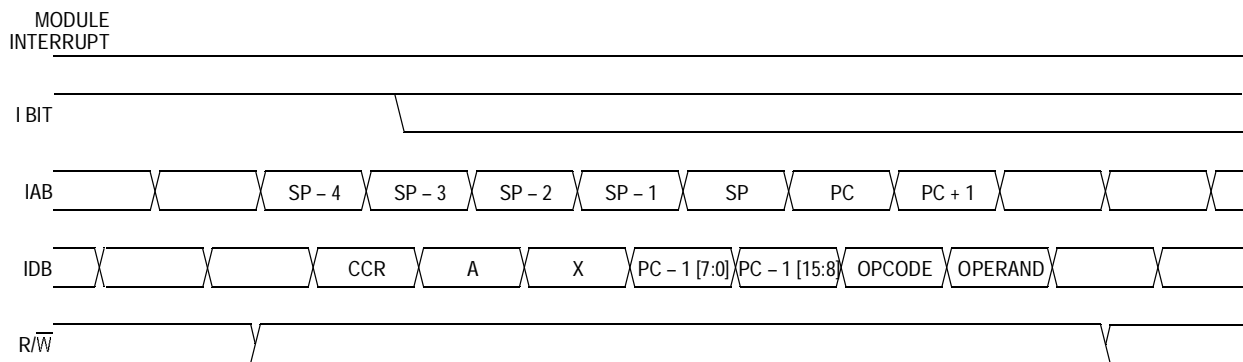 MODULE
INTERRUPT
I BIT
IAB SP – 4 SP – 3 SP – 2 SP – 1 SP PC PC + 1
IDB CCR A X PC – 1 [7:0] PC – 1 [15:8] OPCODE OPERAND
R/W̅